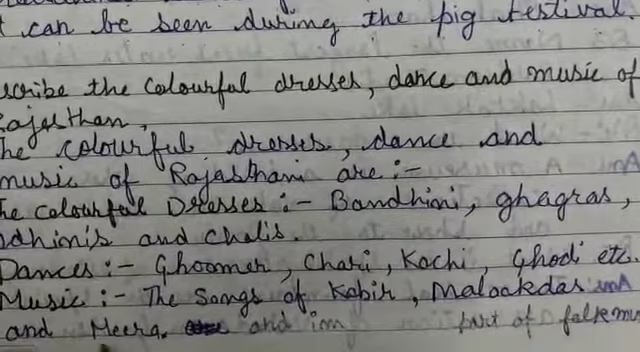 t can be seen during the pig festival.
scribe the colourful dresses, dance and music of
Rajasthan,
he colourful dresses, dance and
music of Rajasthani are :-
he colourful Dresses :- Bandhini, ghagras,
dhinis and Cholis.
Dances :- Ghoomer, Chari, Kachi, Ghodi etc.
Music :- The Songs of Kabir, Malookdas
and Meera. and im part of folk mu